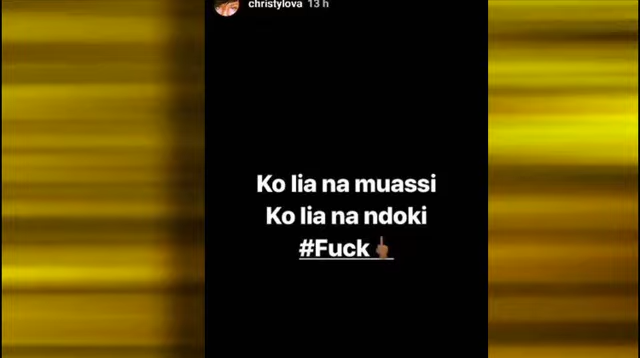 christylova 13 h
Ko lia na muassi
Ko lia na ndoki
#Fuck🖕🏾